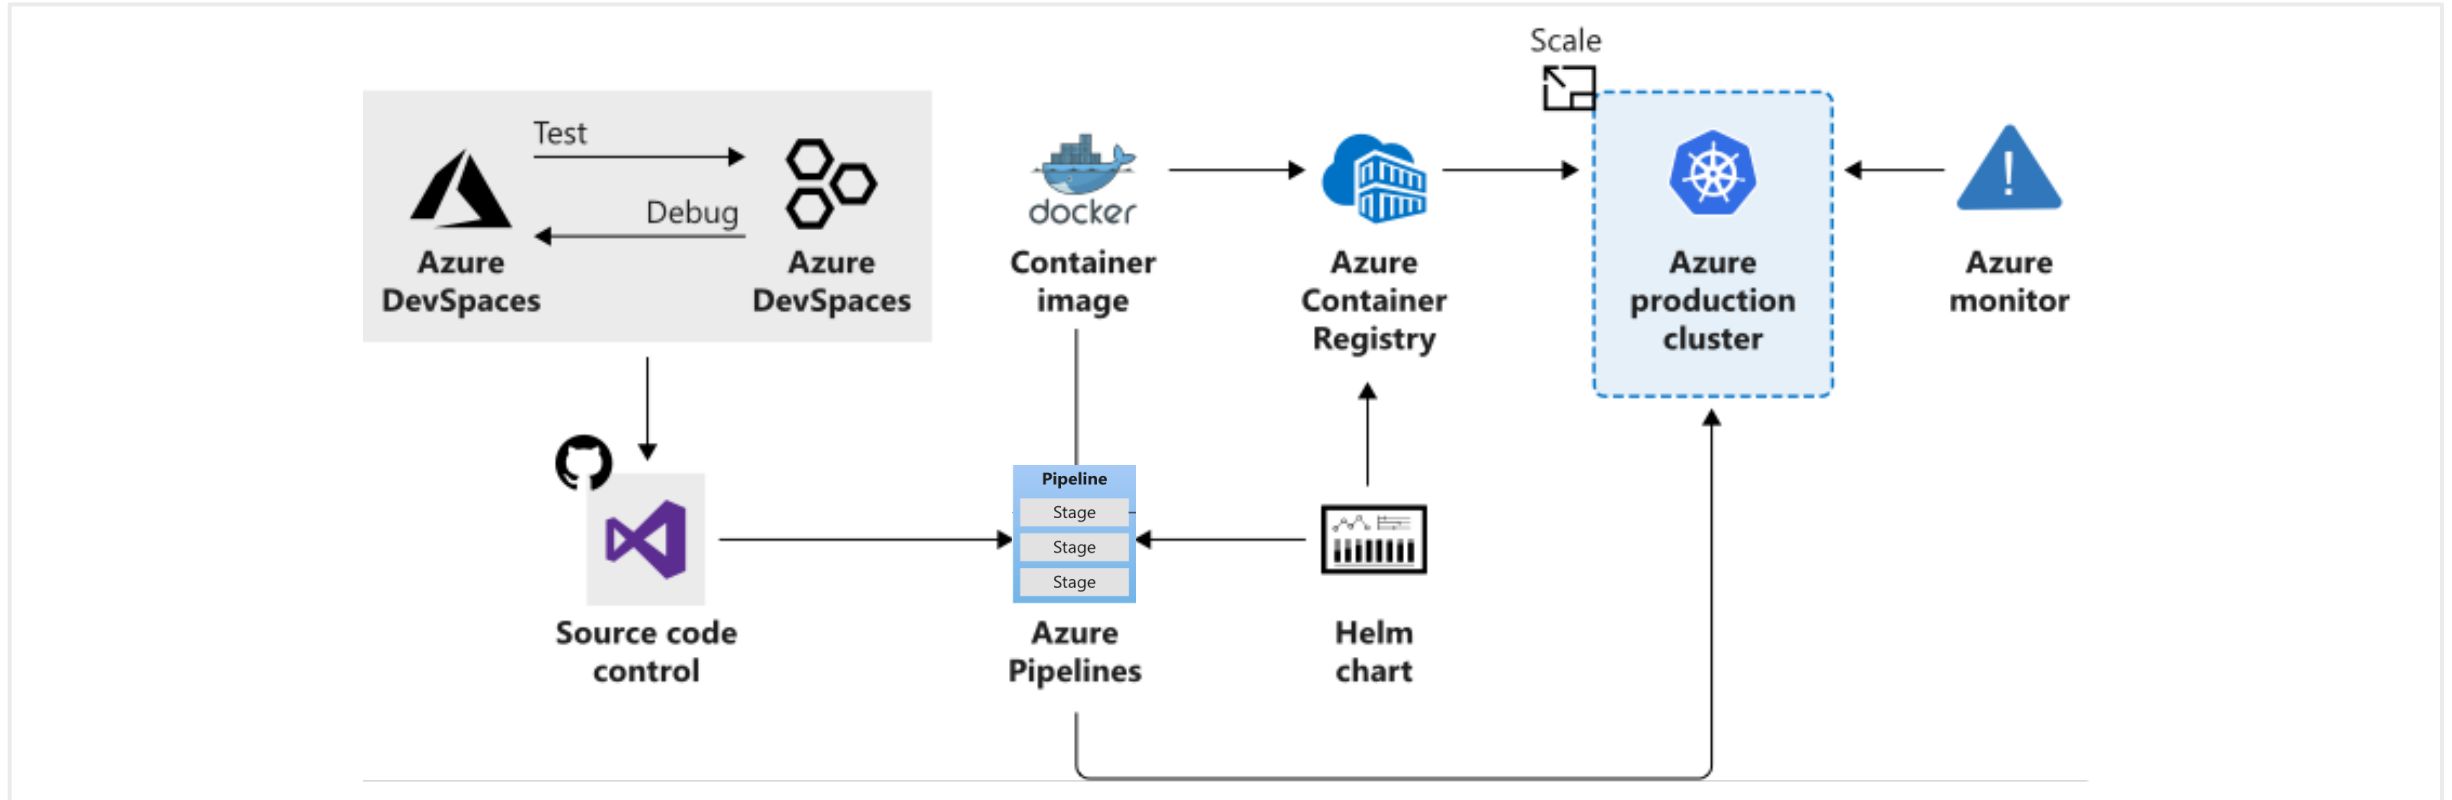 Scale
Test
Debug
Azure
DevSpaces
Azure
DevSpaces
docker
Container
image
Azure
Container
Registry
Azure
production
cluster
Azure
monitor
Source code
control
Pipeline
Stage
Stage
Stage
Azure
Pipelines
Helm
chart